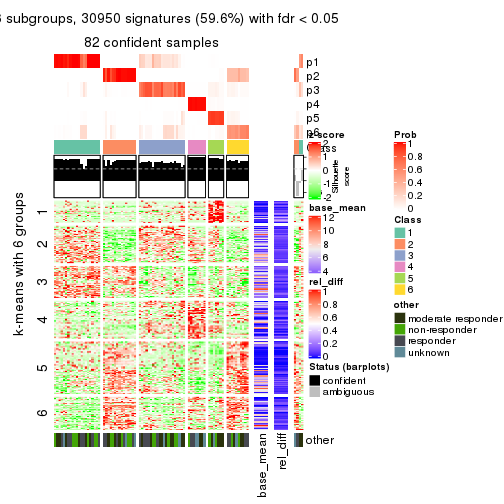 6 subgroups, 30950 signatures (59.6%) with fdr < 0.05
82 confident samples
p1
p2
p3
p4
p5
p6
Class
Silhouette
score
k-means with 6 groups
1
2
3
4
5
6
z-score
2
1
0
-1
-2
base_mean
12
10
8
6
4
rel_diff
1
0.8
0.6
0.4
0.2
0
Status (barplots)
confident
ambiguous
Prob
1
0.8
0.6
0.4
0.2
0
Class
1
2
3
4
5
6
other
moderate responder
non-responder
responder
unknown
other
base_mean
rel_diff